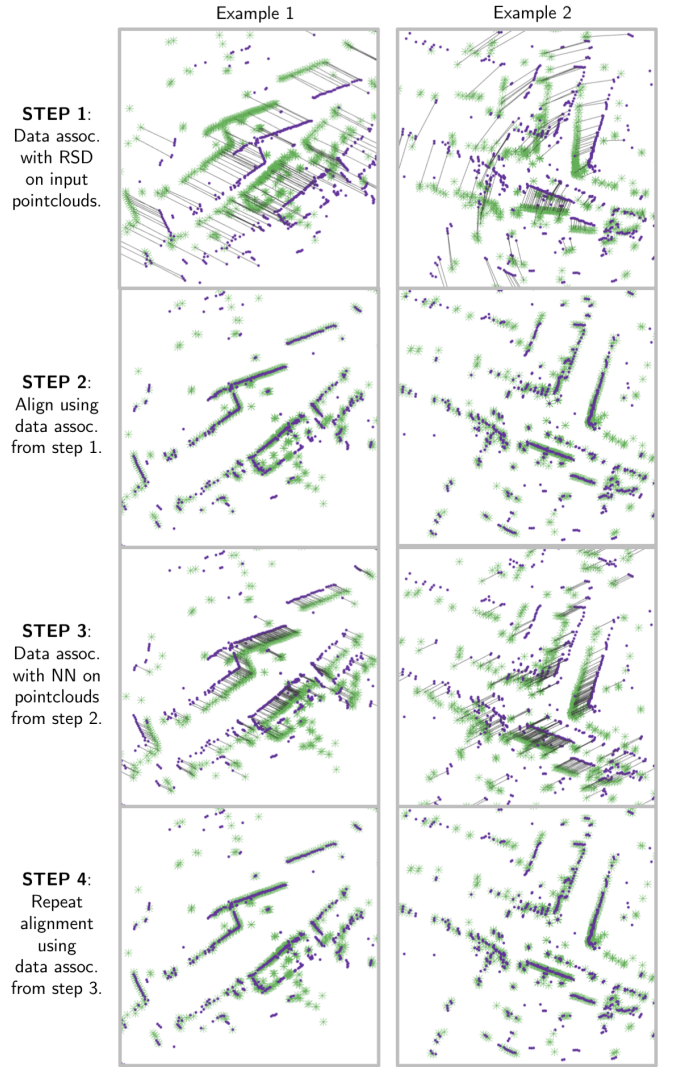 Example 1
Example 2
STEP 1:
Data assoc.
with RSD
on input
pointclouds.
STEP 2:
Align using
data assoc.
from step 1.
STEP 3:
Data assoc.
with NN on
pointclouds
from step 2.
STEP 4:
Repeat
alignment
using
data assoc.
from step 3.